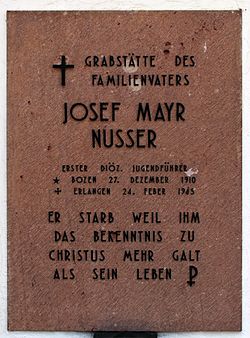 GRABSTÄTTE DES
FAMILIENVATERS
JOSEF MAYR
NUSSER
ERSTER DIÖZ. JUGENDFÜHRER
BOZEN 27. DEZEMBER 1910
ERLANGEN 24. FEBER 1945
ER STARB WEIL IHM
DAS BEKENNTNIS ZU
CHRISTUS MEHR GALT
ALS SEIN LEBEN